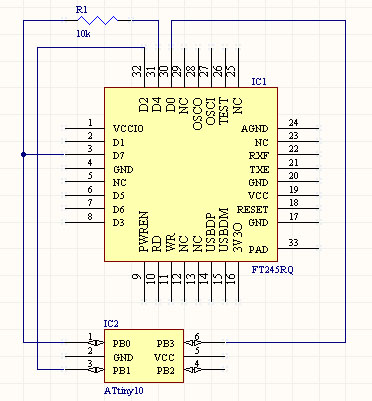 R1
10k
32 31 30 29 28 27 26 25
IC1
D2 D4 D0 NC OSCO OSCI TEST NC
1 VCCIO AGND 24
2 D1 NC 23
3 D7 RXF 22
4 GND TXE 21
5 NC GND 20
6 D5 VCC 19
7 D6 RESET 18
8 D3 GND 17
PAD 33
PWREN RD WR NC NC USBDP USBDM 3V3O
FT245RQ
9 10 11 12 13 14 15 16
IC2
1 PB0 PB3 6
2 GND VCC 5
3 PB1 PB2 4
ATtiny10